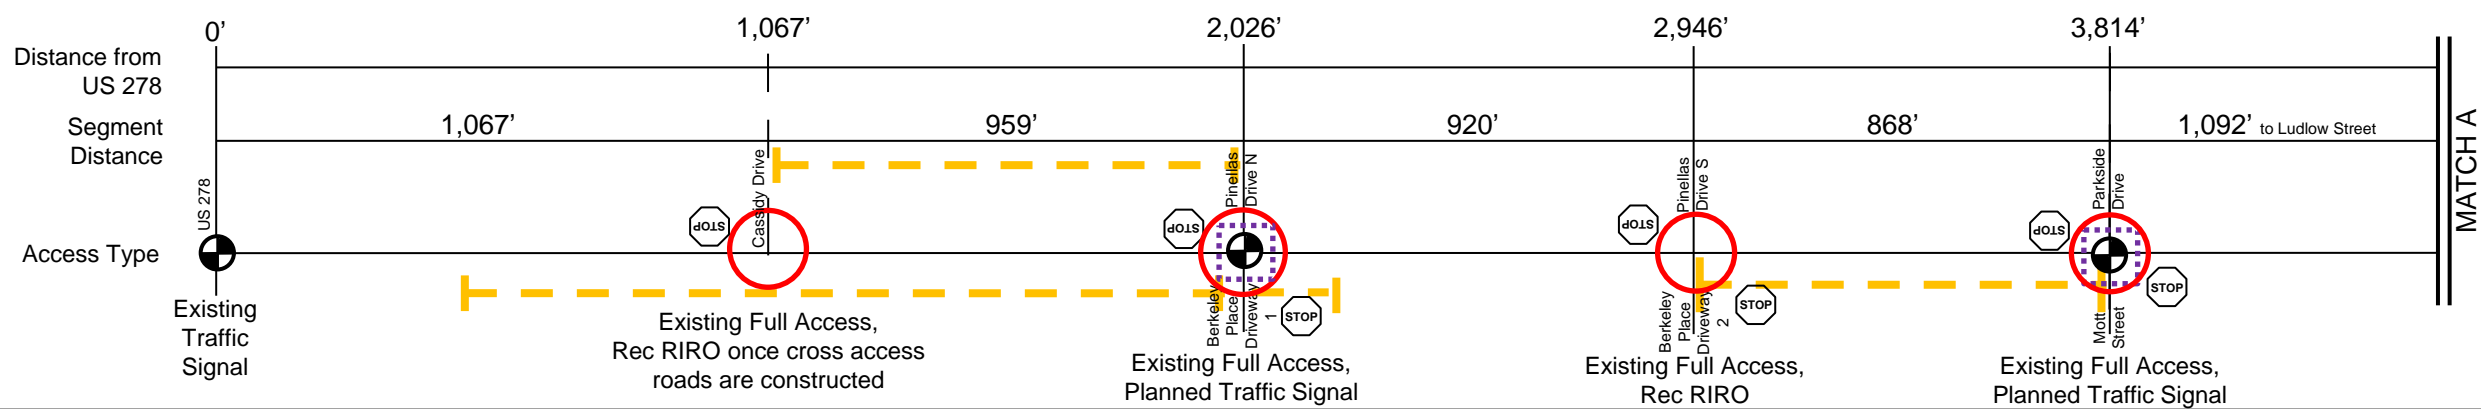 0’
1,067’
2,026’
2,946’
3,814’
Distance from
US 278
Segment
Distance
1,067’
959’
920’
868’
1,092’ to Ludlow Street
MATCH A
US 278
Cassidy Drive
Pinellas
Drive N
Pinellas
Drive S
Parkside
Drive
STOP
STOP
STOP
STOP
Access Type
Berkeley
Place
Driveway
1
STOP
Berkeley
Place
Driveway
2
STOP
Mott
Street
STOP
Existing
Traffic
Signal
Existing Full Access,
Rec RIRO once cross access
roads are constructed
Existing Full Access,
Planned Traffic Signal
Existing Full Access,
Rec RIRO
Existing Full Access,
Planned Traffic Signal